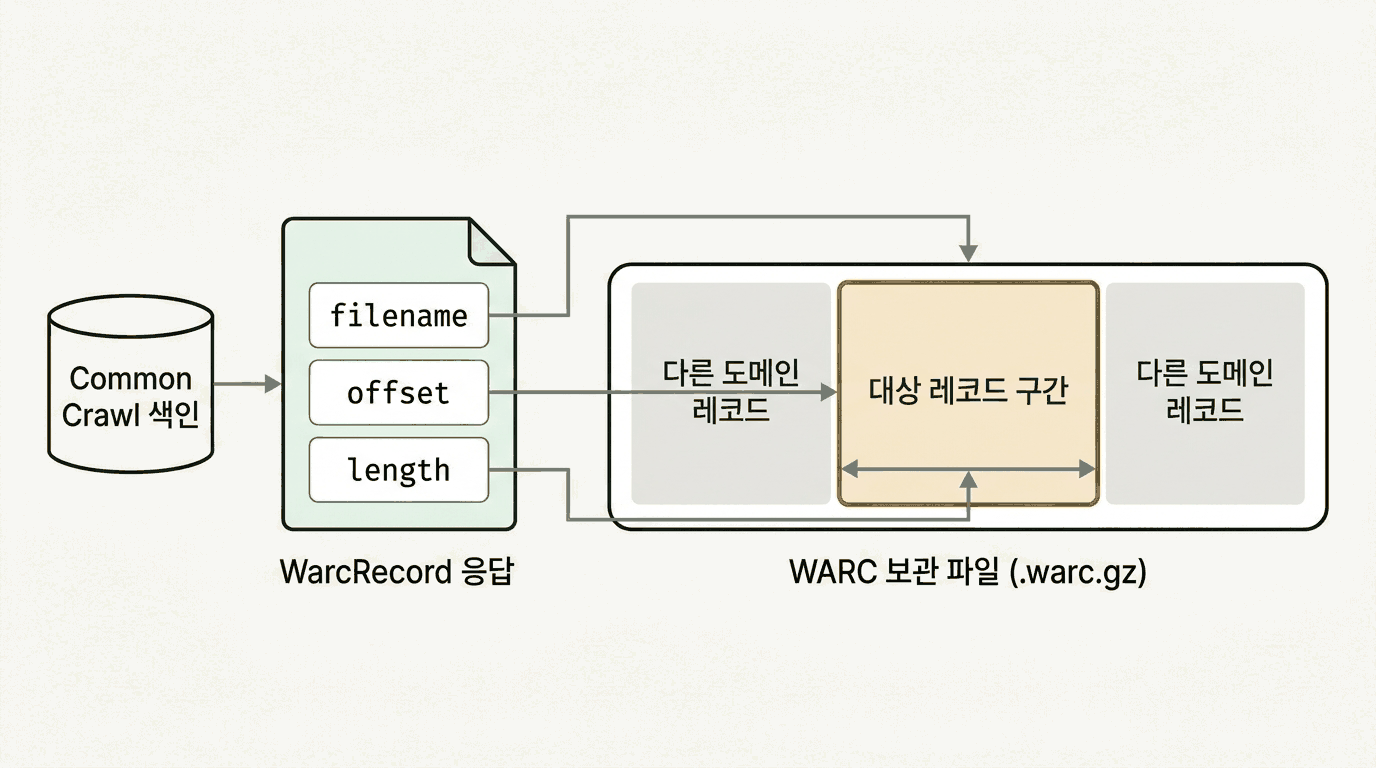 Common
Crawl 색인
filename
offset
length
WarcRecord 응답
다른 도메인
레코드
대상 레코드 구간
다른 도메인
레코드
WARC 보관 파일 (.warc.gz)